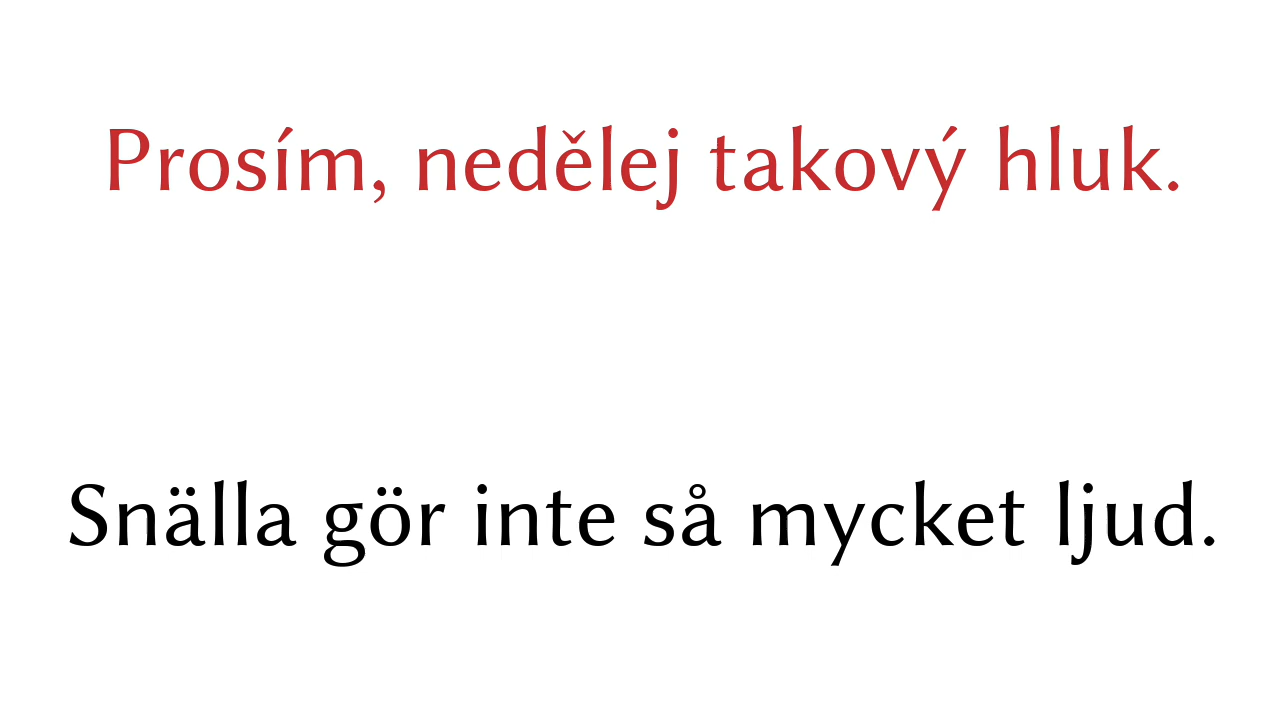 Prosím, nedělej takový hluk.
Snälla gör inte så mycket ljud.